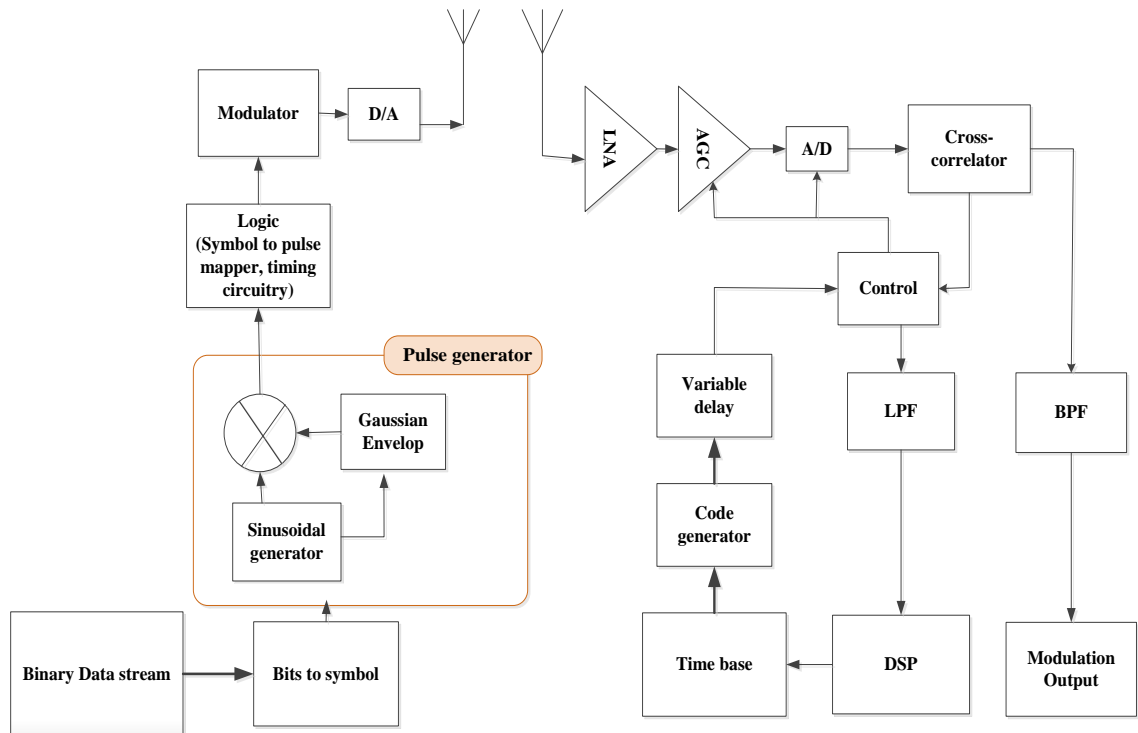 Modulator
D/A
LNA
AGC
A/D
Cross-
correlator
Logic
(Symbol to pulse
mapper, timing
circuitry)
Control
Pulse generator
Variable
delay
LPF
BPF
Gaussian
Envelop
Sinusoidal
generator
Code
generator
Binary Data stream
Bits to symbol
Time base
DSP
Modulation
Output